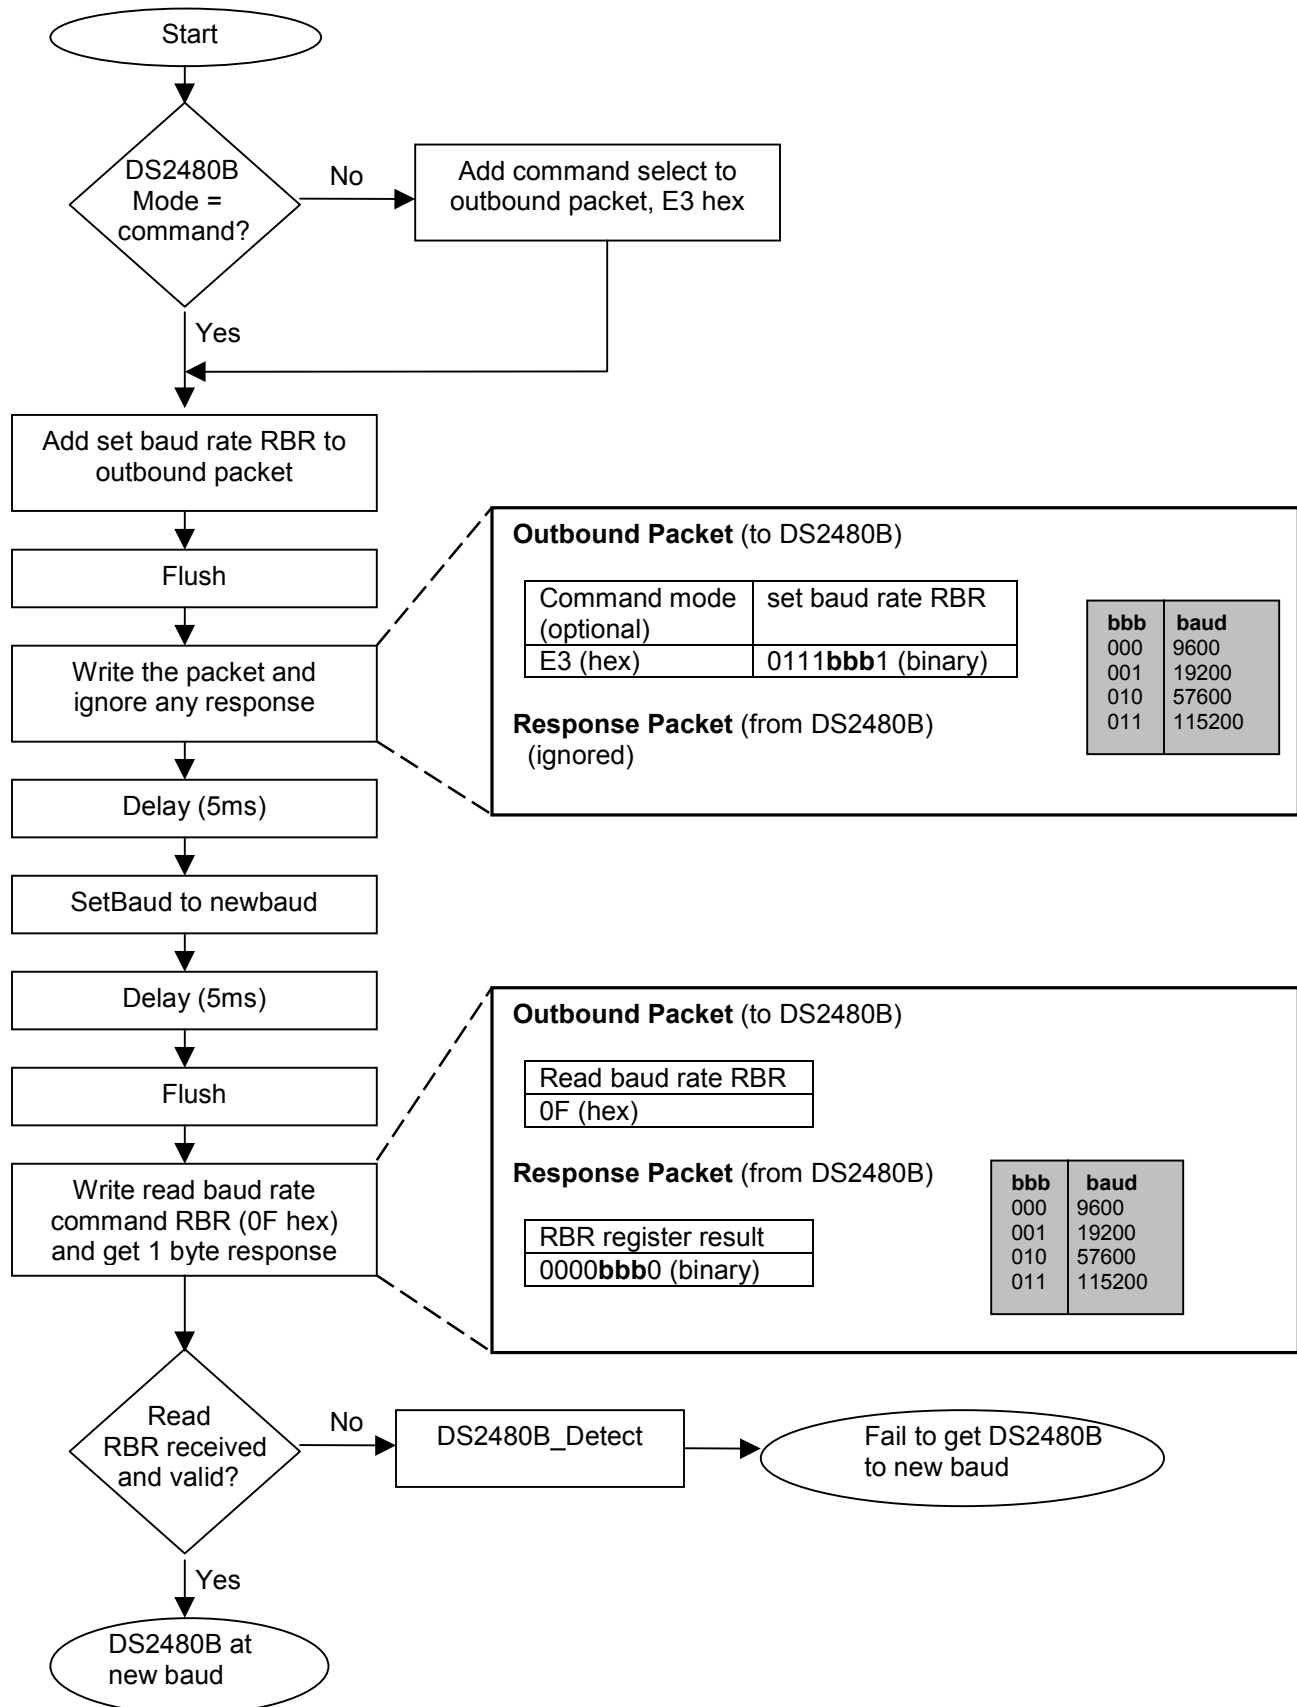 Start
DS2480B
Mode =
command?
No
Add command select to
outbound packet, E3 hex
Yes
Add set baud rate RBR to
outbound packet
Flush
Write the packet and
ignore any response
Outbound Packet (to DS2480B)
Command mode
(optional)
set baud rate RBR
E3 (hex)
0111bbb1 (binary)
Response Packet (from DS2480B)
(ignored)
bbb baud
000 9600
001 19200
010 57600
011 115200
Delay (5ms)
SetBaud to newbaud
Delay (5ms)
Flush
Write read baud rate
command RBR (0F hex)
and get 1 byte response
Outbound Packet (to DS2480B)
Read baud rate RBR
0F (hex)
Response Packet (from DS2480B)
RBR register result
0000bbb0 (binary)
bbb baud
000 9600
001 19200
010 57600
011 115200
Read
RBR received
and valid?
No
DS2480B_Detect
Fail to get DS2480B
to new baud
Yes
DS2480B at
new baud